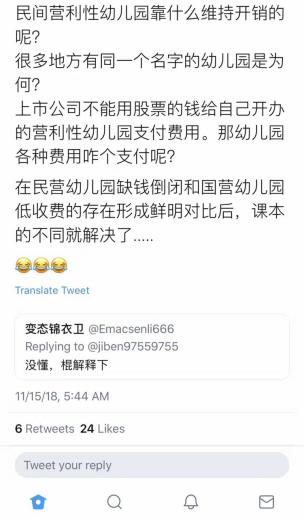 民间营利性幼儿园靠什么维持开销的
呢?
很多地方有同一个名字的幼儿园是为
何?
上市公司不能用股票的钱给自己开办
的营利性幼儿园支付费用。那幼儿园
各种费用咋个支付呢?
在民营幼儿园缺钱倒闭和国营幼儿园
低收费的存在形成鲜明对比后，课本
的不同就解决了.....
😂😂😂
Translate Tweet
变态锦衣卫 @Emacsenli666
Replying to @jiben97559755
没懂，棍解释下
11/15/18, 5:44 AM
6 Retweets 24 Likes
Tweet your reply